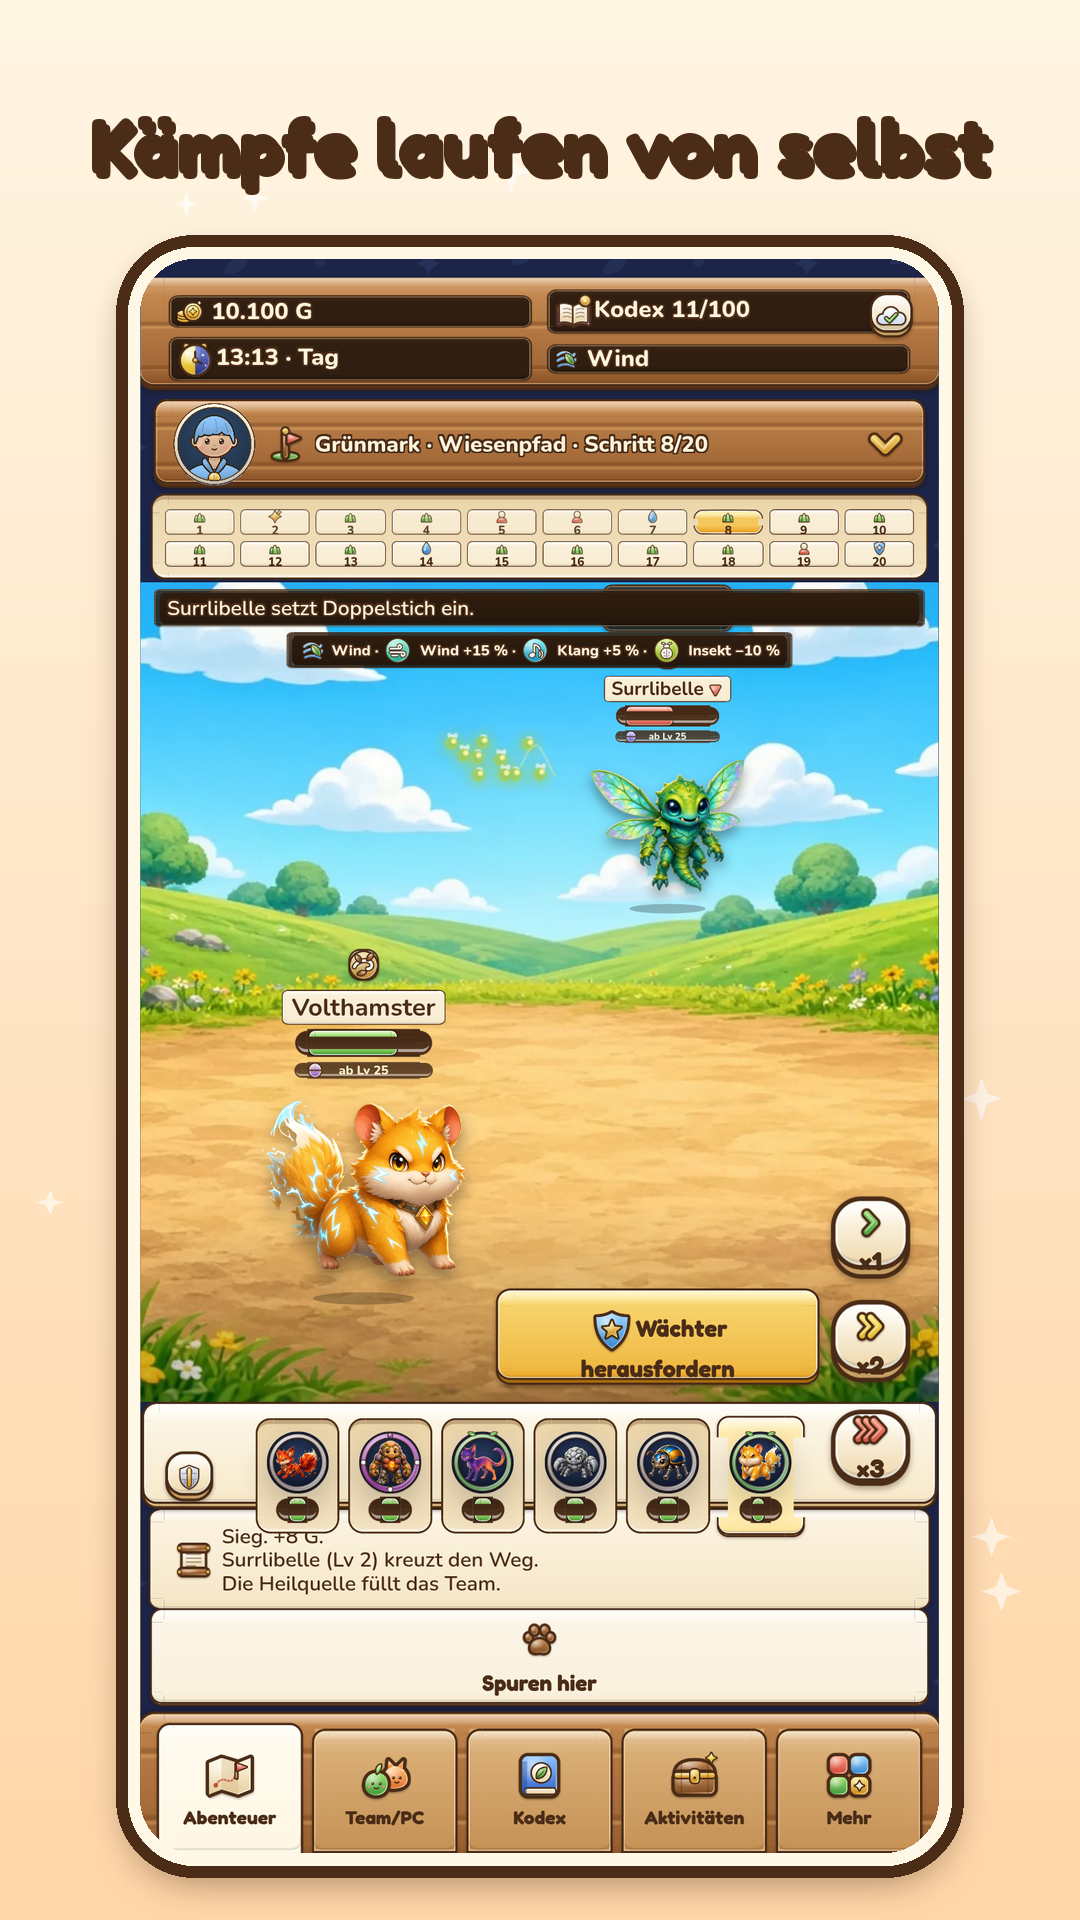 Kämpfe laufen von selbst
10.100 G
Kodex 11/100
13:13 · Tag
Wind
Grünmark · Wiesenpfad · Schritt 8/20
1 2 3 4 5 6 7 8 9 10
11 12 13 14 15 16 17 18 19 20
Surrlibelle setzt Doppelstich ein.
Wind · Wind +15 % · Klang +5 % · Insekt −10 %
Surrlibelle
ab Lv 25
Volthamster
ab Lv 25
x1
Wächter
herausfordern
x2
x3
Sieg. +8 G.
Surrlibelle (Lv 2) kreuzt den Weg.
Die Heilquelle füllt das Team.
Spuren hier
Abenteuer
Team/PC
Kodex
Aktivitäten
Mehr